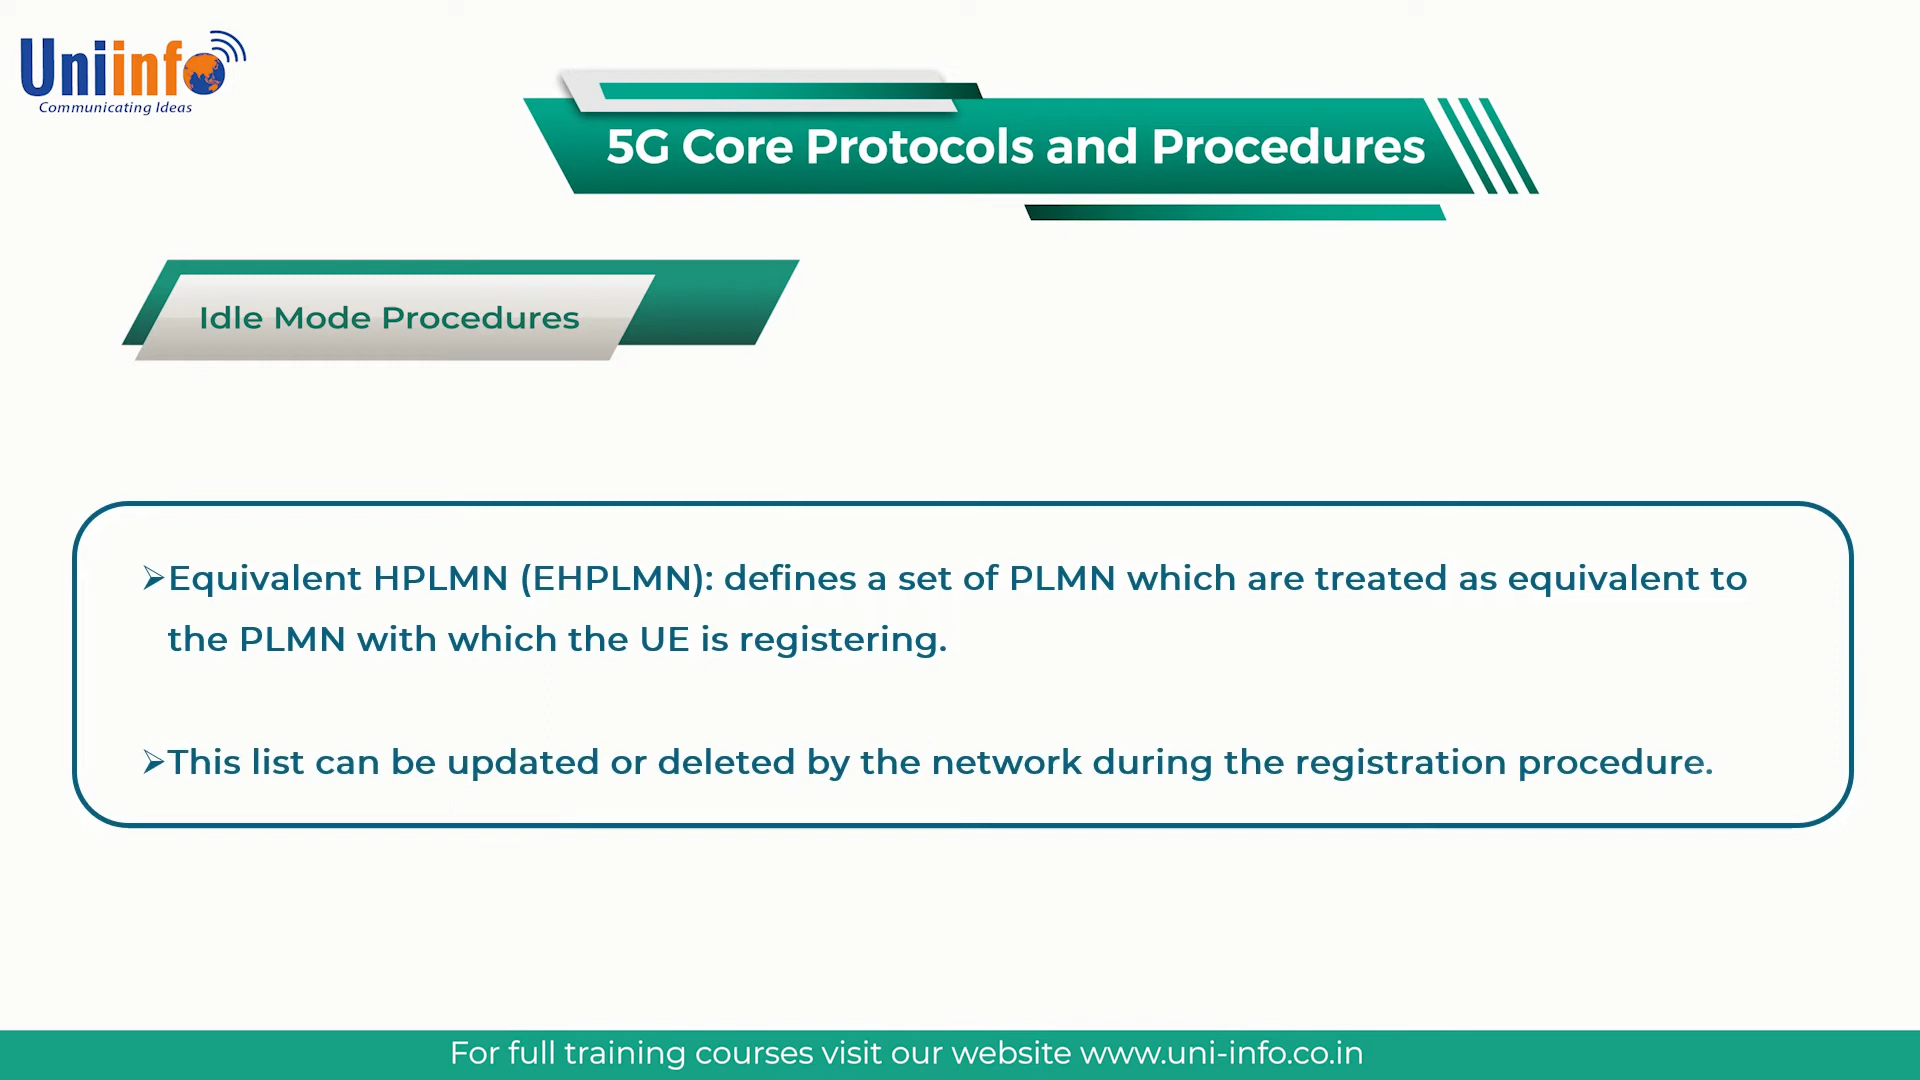 Uniinfo
Communicating Ideas
5G Core Protocols and Procedures
Idle Mode Procedures
➢Equivalent HPLMN (EHPLMN): defines a set of PLMN which are treated as equivalent to
the PLMN with which the UE is registering.
➢This list can be updated or deleted by the network during the registration procedure.
For full training courses visit our website www.uni-info.co.in